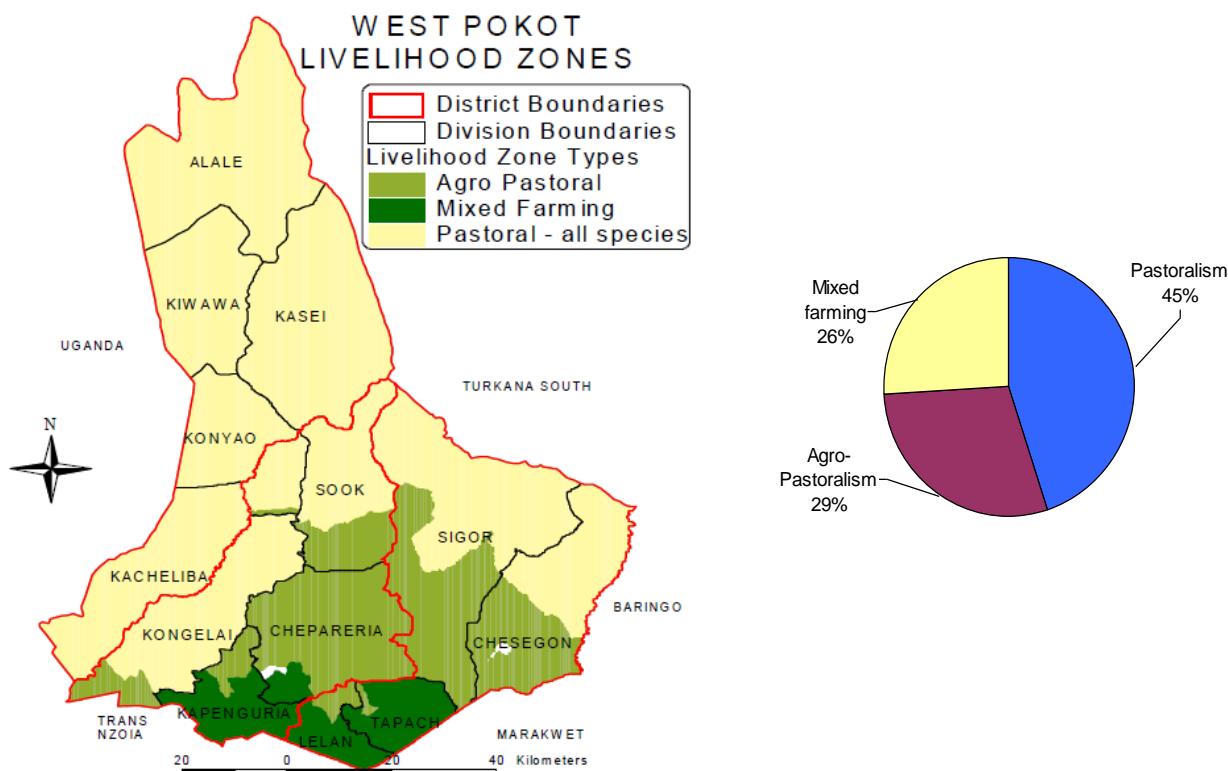 WEST POKOT
LIVELIHOOD ZONES
District Boundaries
Division Boundaries
Livelihood Zone Types
Agro Pastoral
Mixed Farming
Pastoral - all species
ALALE
KIWAWA
KASEI
UGANDA
TURKANA SOUTH
N
KONYAO
SOOK
SIGOR
KACHELIBA
BARINGO
KONGELAI
CHEPARERIA
CHESEGON
KAPENGURIA
TRANS
NZOIA
LELAN
TAPACH
MARAKWET
20 0 20 40 Kilometers
Mixed
farming
26%
Pastoralism
45%
Agro-
Pastoralism
29%